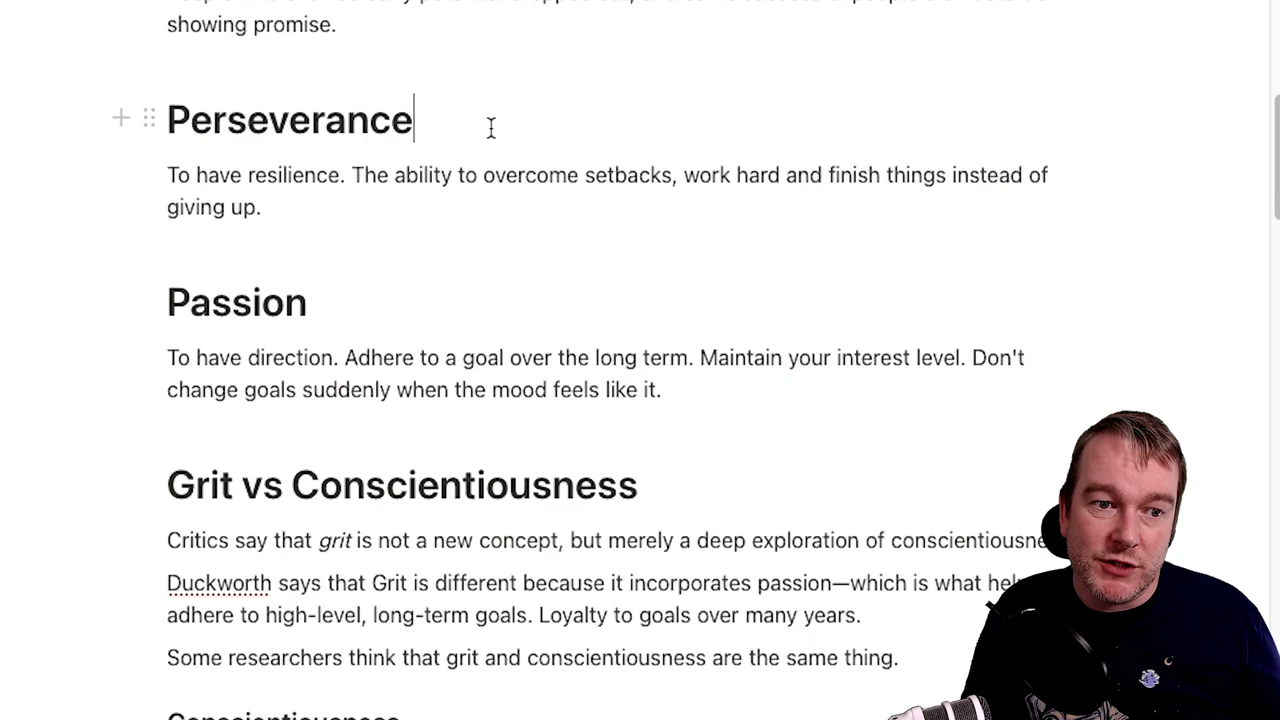 showing promise.
Perseverance
To have resilience. The ability to overcome setbacks, work hard and finish things instead of
giving up.
Passion
To have direction. Adhere to a goal over the long term. Maintain your interest level. Don't
change goals suddenly when the mood feels like it.
Grit vs Conscientiousness
Critics say that grit is not a new concept, but merely a deep exploration of
Duckworth says that Grit is different because it incorporates passion—which is what
adhere to high-level, long-term goals. Loyalty to goals over many years.
Some researchers think that grit and conscientiousness are the same thing.